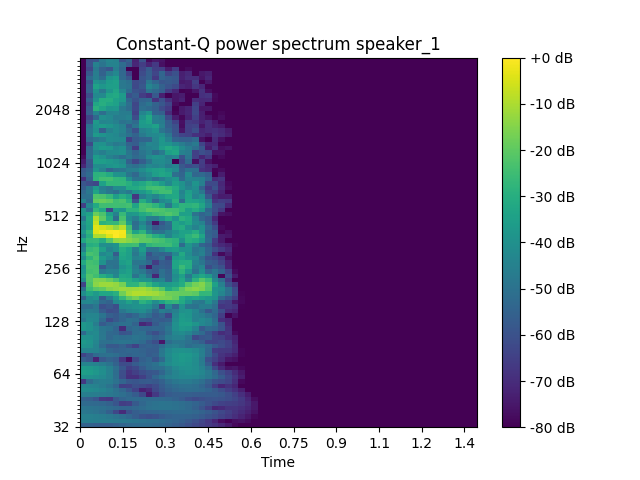 Constant-Q power spectrum speaker_1
+0 dB
-10 dB
-20 dB
-30 dB
-40 dB
-50 dB
-60 dB
-70 dB
-80 dB
2048
1024
512
256
128
64
32
Hz
0 0.15 0.3 0.45 0.6 0.75 0.9 1.1 1.2 1.4
Time